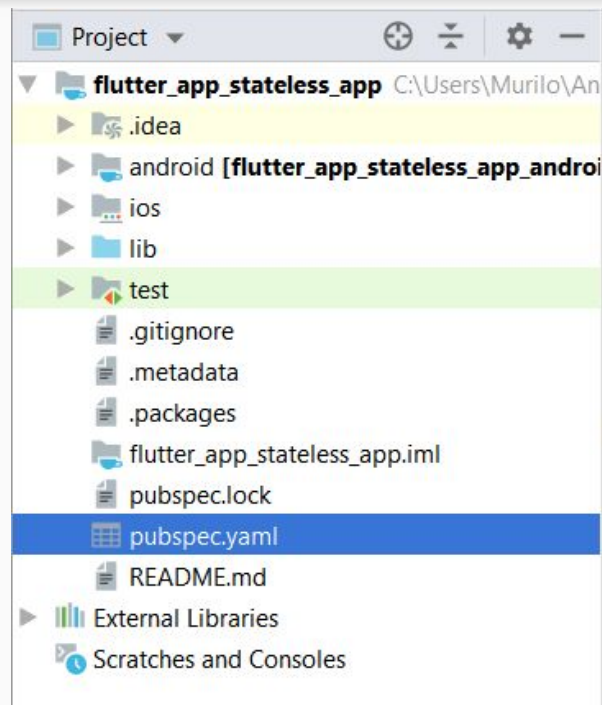 Project
flutter_app_stateless_app C:\Users\Murilo\An
.idea
android [flutter_app_stateless_app_androi
ios
lib
test
.gitignore
.metadata
.packages
flutter_app_stateless_app.iml
pubspec.lock
pubspec.yaml
README.md
External Libraries
Scratches and Consoles